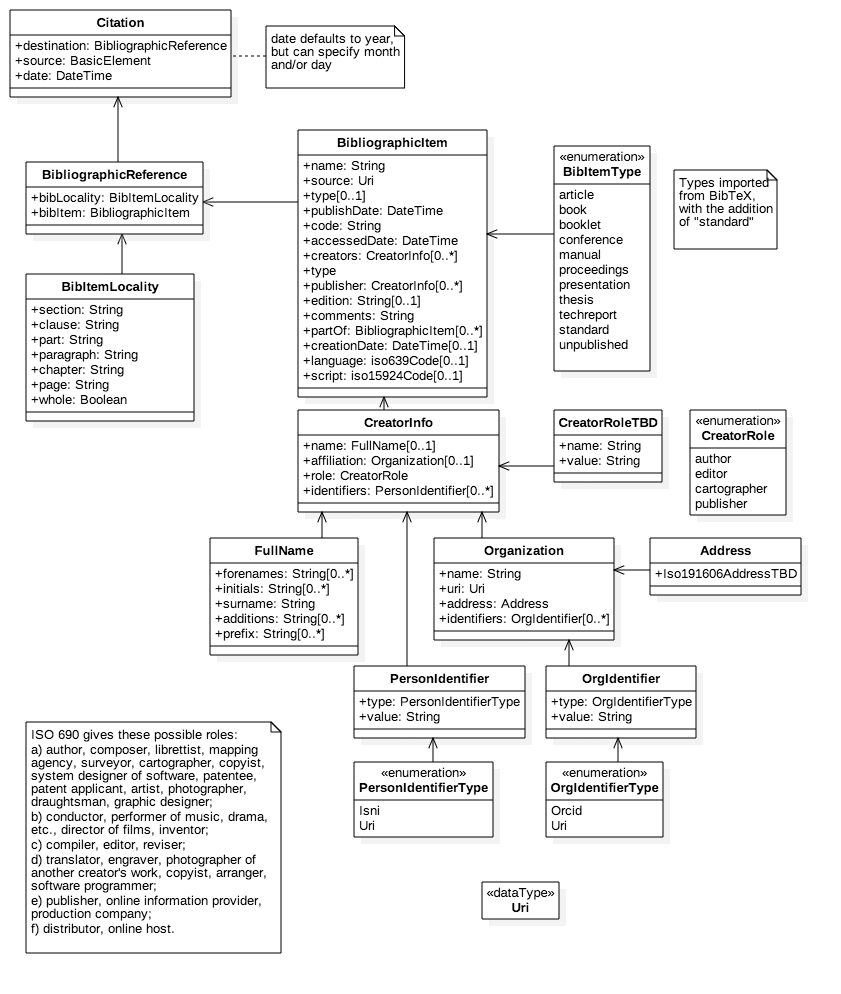 Citation
+destination: BibliographicReference
+source: BasicElement
+date: DateTime
date defaults to year,
but can specify month
and/or day
BibliographicReference
+bibLocality: BibItemLocality
+bibItem: BibliographicItem
BibItemLocality
+section: String
+clause: String
+part: String
+paragraph: String
+chapter: String
+page: String
+whole: Boolean
BibliographicItem
+name: String
+source: Uri
+type[0..1]
+publishDate: DateTime
+code: String
+accessedDate: DateTime
+creators: CreatorInfo[0..*]
+type
+publisher: CreatorInfo[0..*]
+edition: String[0..1]
+comments: String
+partOf: BibliographicItem[0..*]
+creationDate: DateTime[0..1]
+language: iso639Code[0..1]
+script: iso15924Code[0..1]
«enumeration»
BibItemType
article
book
booklet
conference
manual
proceedings
presentation
thesis
techreport
standard
unpublished
Types imported
from BibTeX,
with the addition
of "standard"
CreatorInfo
+name: FullName[0..1]
+affiliation: Organization[0..1]
+role: CreatorRole
+identifiers: PersonIdentifier[0..*]
CreatorRoleTBD
+name: String
+value: String
«enumeration»
CreatorRole
author
editor
cartographer
publisher
FullName
+forenames: String[0..*]
+initials: String[0..*]
+surname: String
+additions: String[0..*]
+prefix: String[0..*]
Organization
+name: String
+uri: Uri
+address: Address
+identifiers: OrgIdentifier[0..*]
Address
+Iso191606AddressTBD
PersonIdentifier
+type: PersonIdentifierType
+value: String
OrgIdentifier
+type: OrgIdentifierType
+value: String
«enumeration»
PersonIdentifierType
Isni
Uri
«enumeration»
OrgIdentifierType
Orcid
Uri
ISO 690 gives these possible roles:
a) author, composer, librettist, mapping
agency, surveyor, cartographer, copyist,
system designer of software, patentee,
patent applicant, artist, photographer,
draughtsman, graphic designer;
b) conductor, performer of music, drama,
etc., director of films, inventor;
c) compiler, editor, reviser;
d) translator, engraver, photographer of
another creator's work, copyist, arranger,
software programmer;
e) publisher, online information provider,
production company;
f) distributor, online host.
«dataType»
Uri